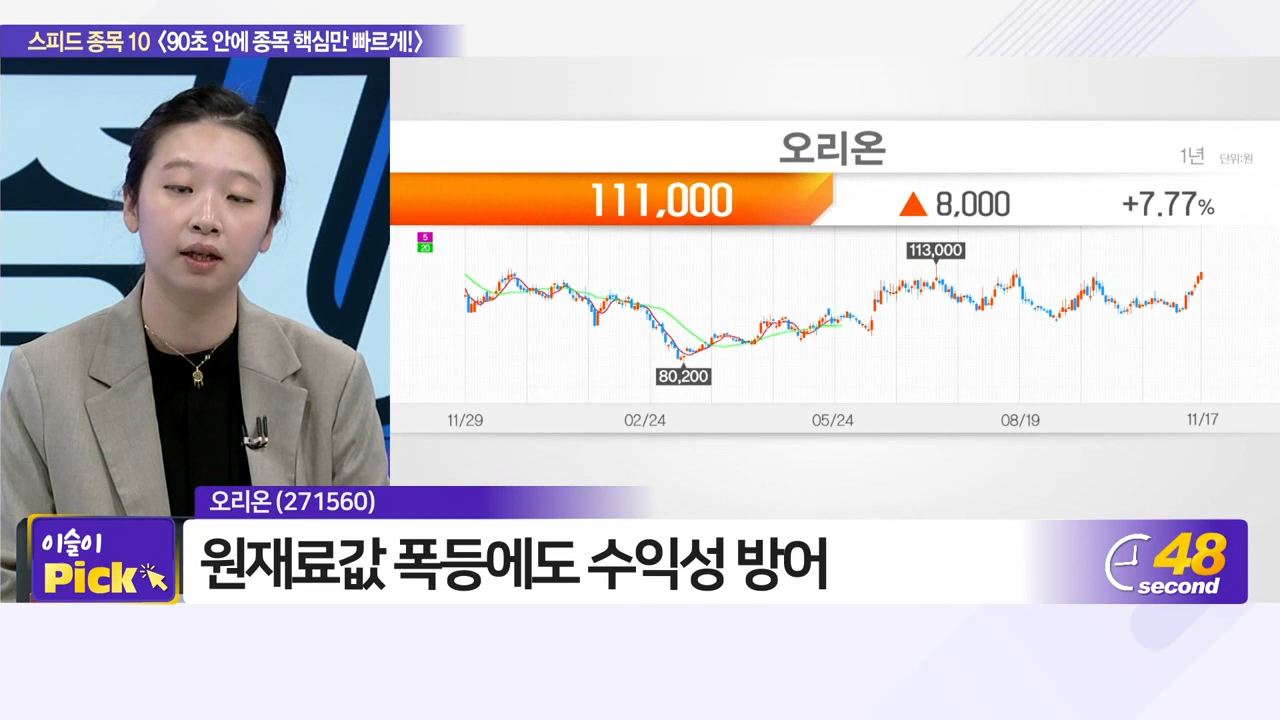 스피드 종목 10 〈90초 안에 종목 핵심만 빠르게!〉
오리온
1년 단위:원
111,000 ▲ 8,000 +7.77%
5
20
113,000
80,200
11/29 02/24 05/24 08/19 11/17
오리온 (271560)
이슬이
Pick
원재료값 폭등에도 수익성 방어
48
second